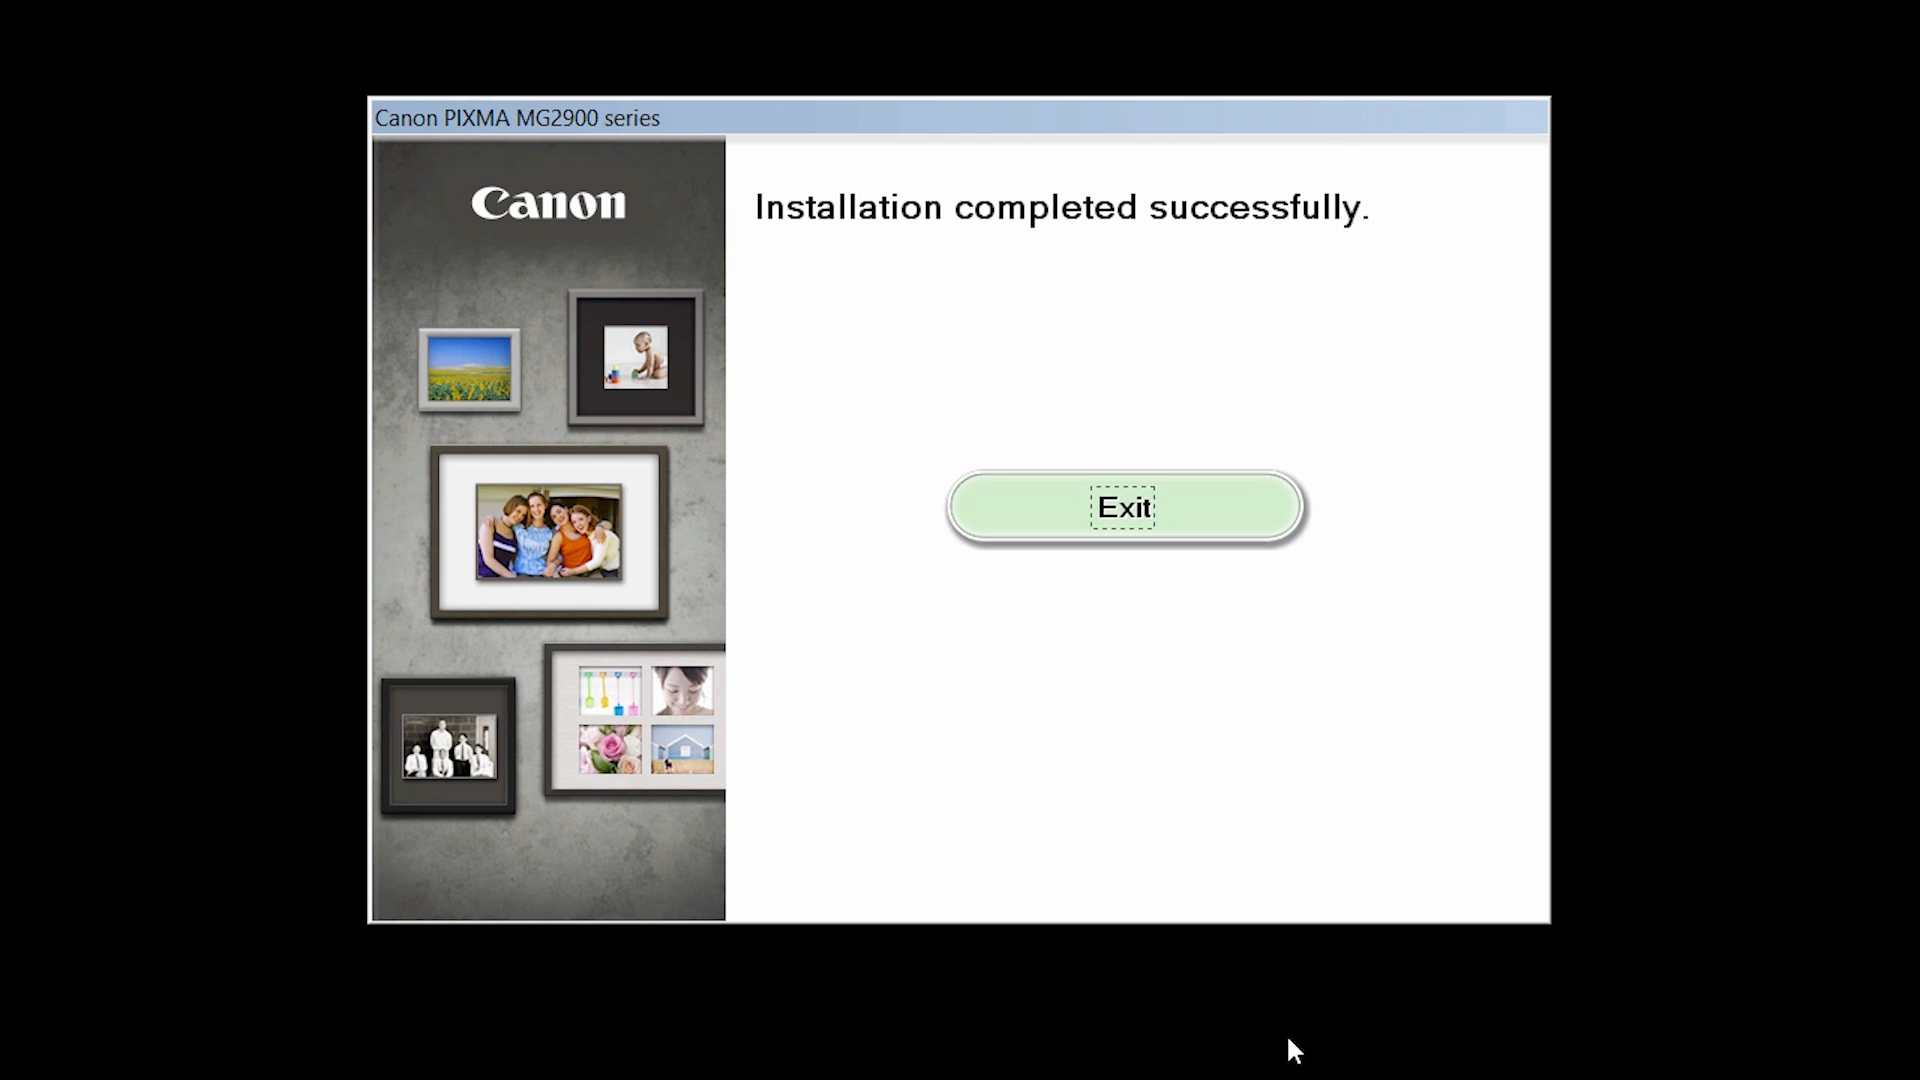 Canon PIXMA MG2900 series
Canon
Installation completed successfully.
Exit